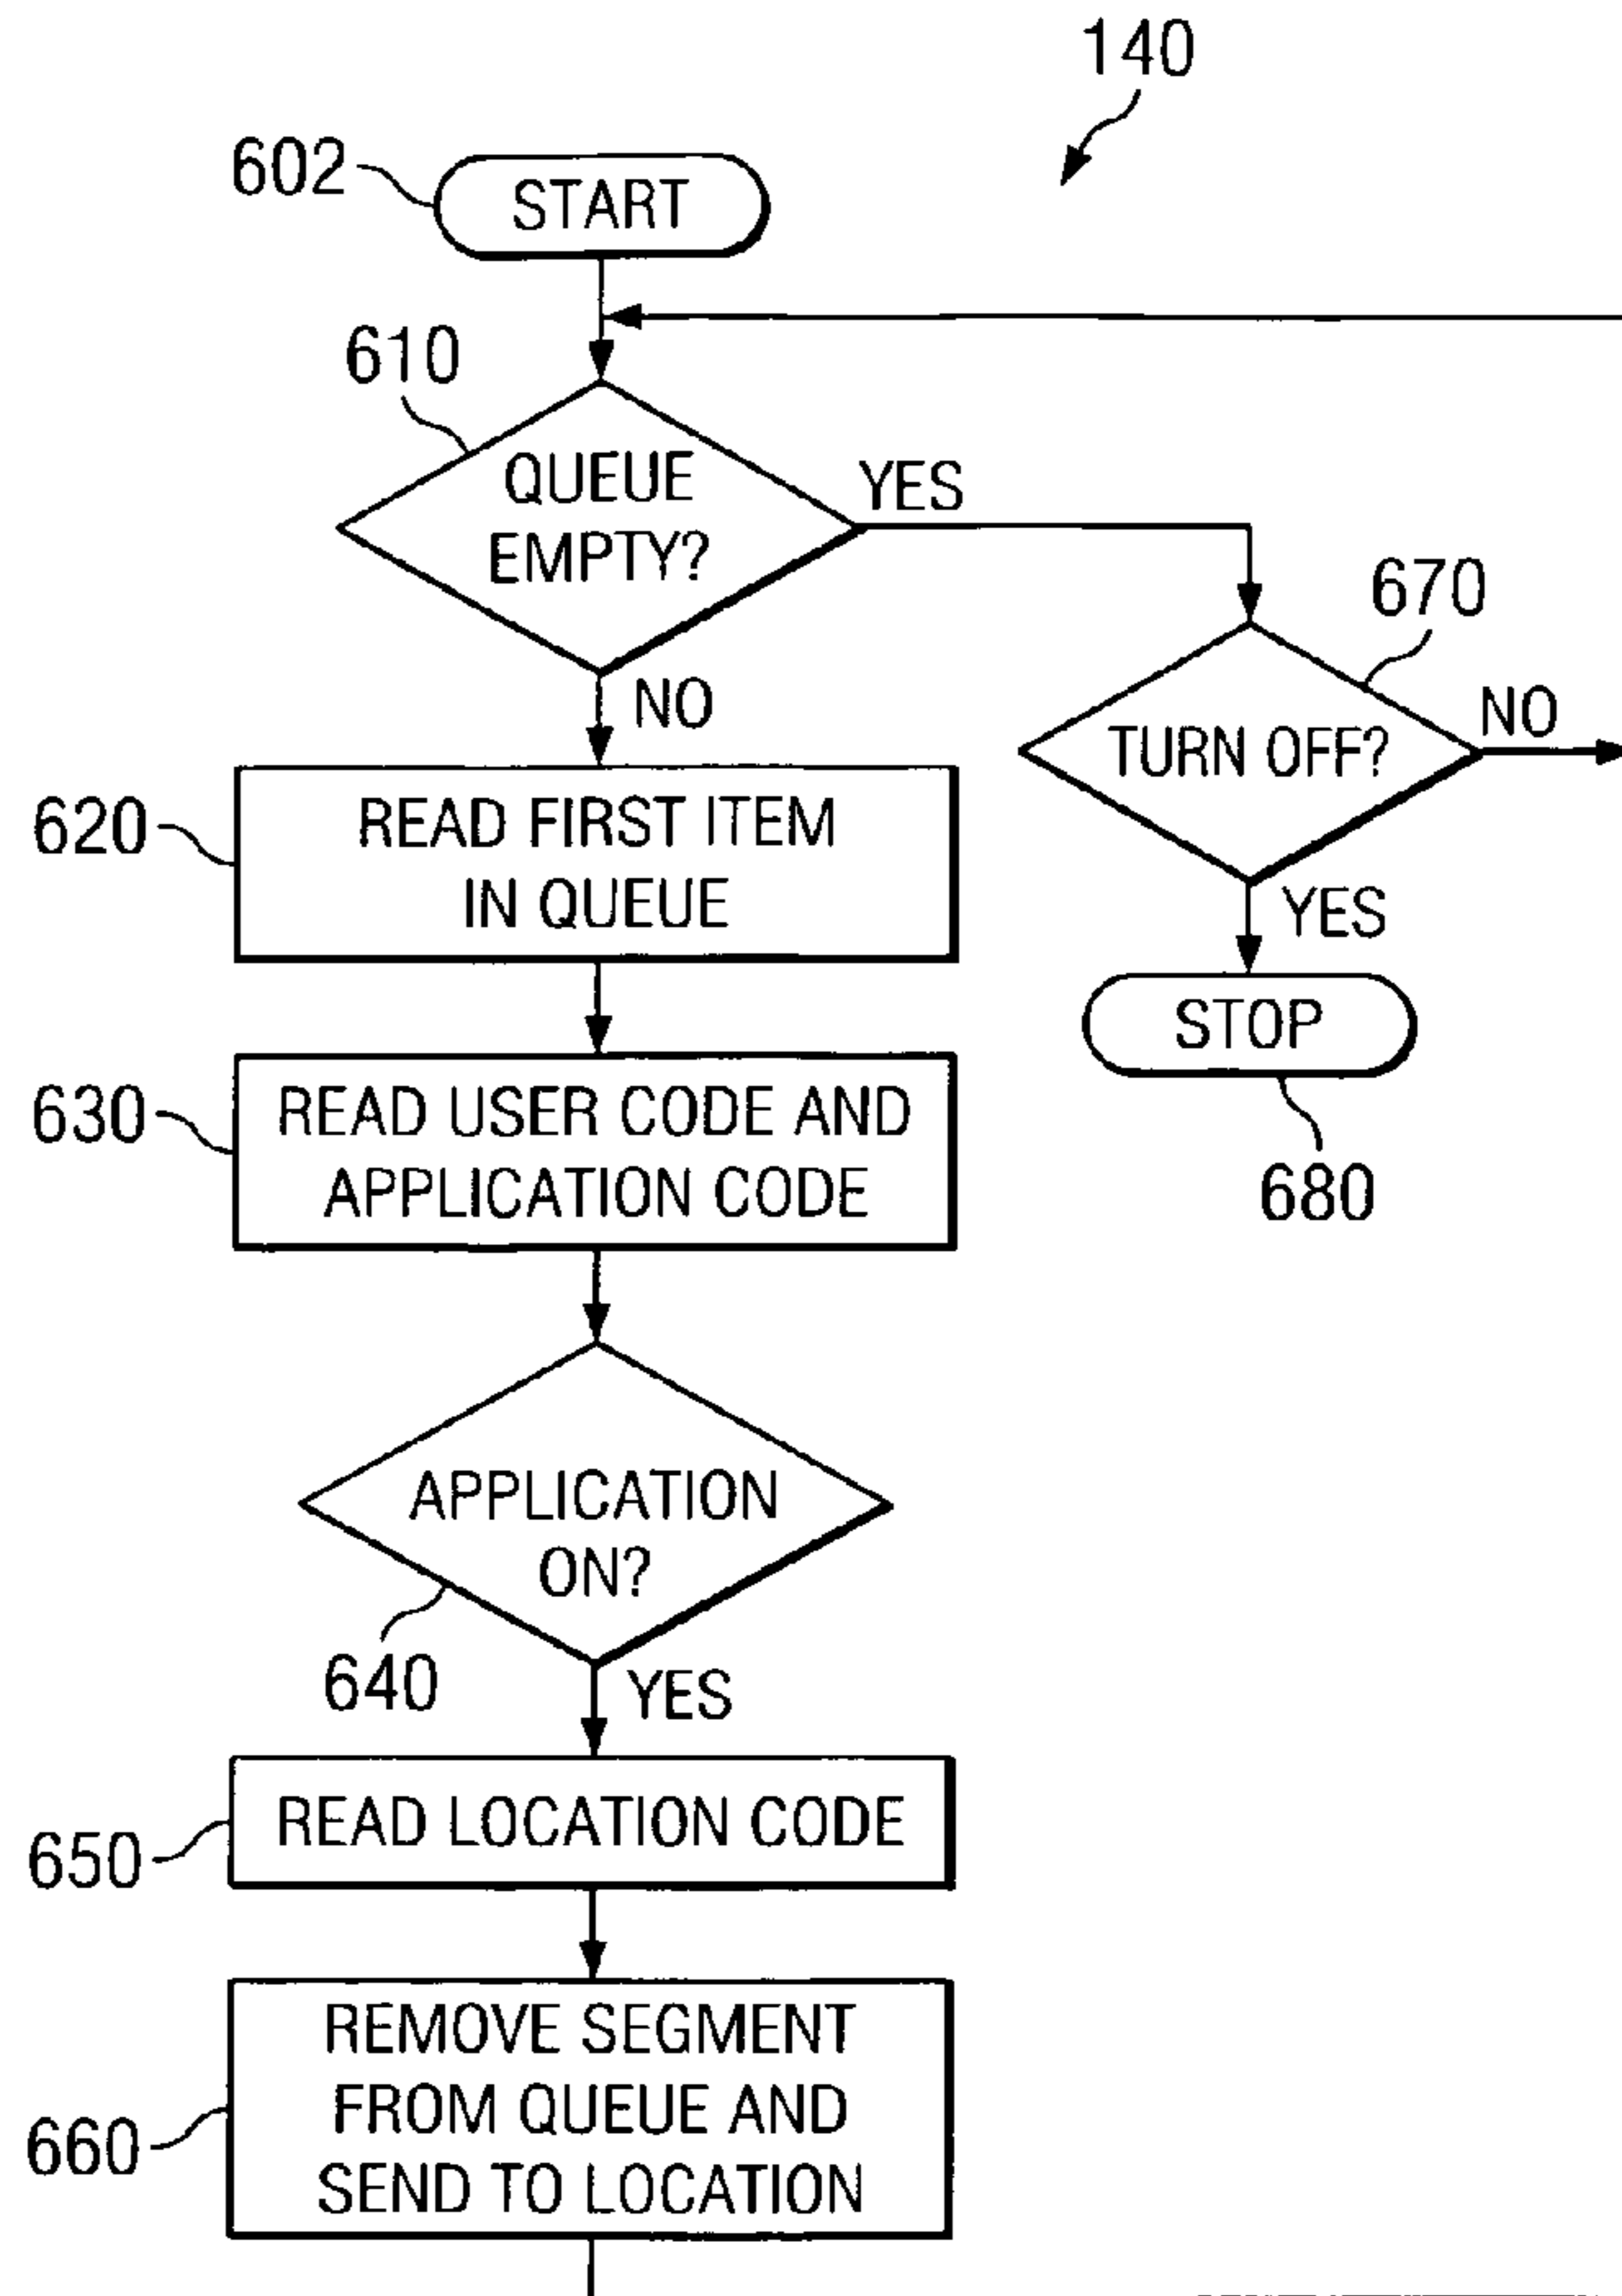 140
602
START
610
QUEUE
EMPTY?
YES
NO
670
TURN OFF?
NO
YES
STOP
680
620
READ FIRST ITEM
IN QUEUE
630
READ USER CODE AND
APPLICATION CODE
APPLICATION
ON?
640
YES
650
READ LOCATION CODE
660
REMOVE SEGMENT
FROM QUEUE AND
SEND TO LOCATION